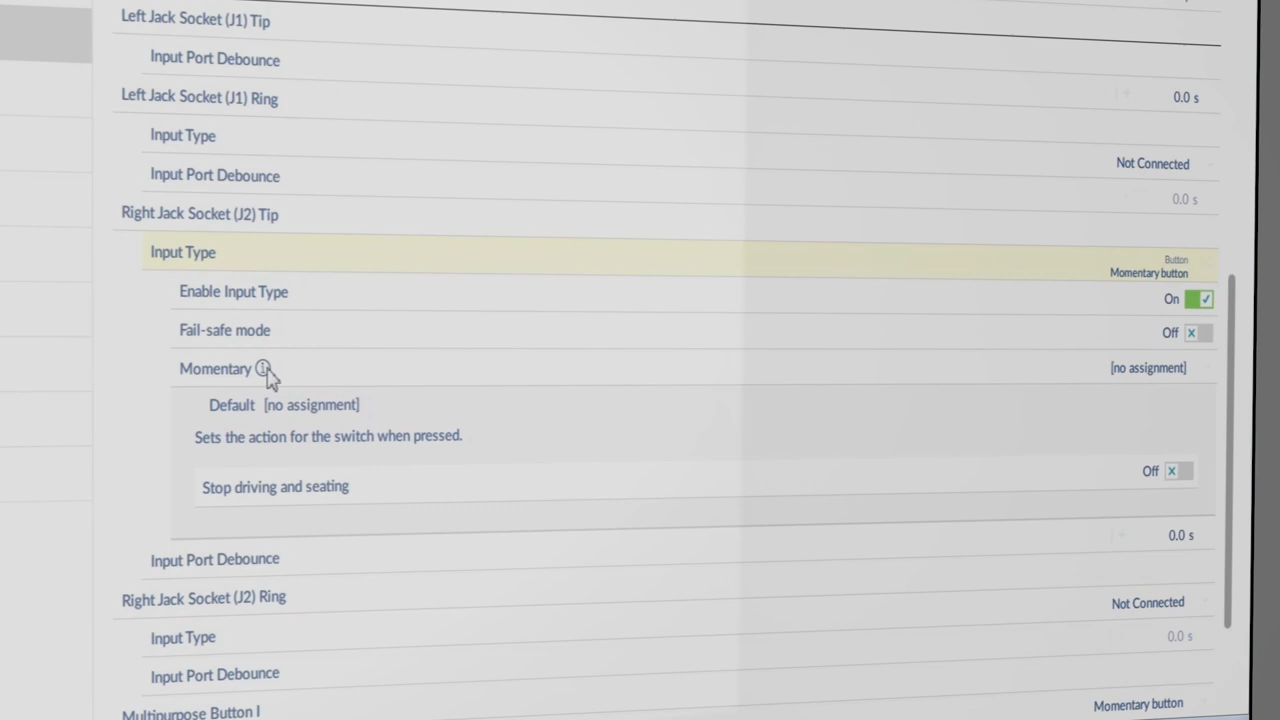 Left Jack Socket (J1) Tip
Input Port Debounce
0.0 s
Left Jack Socket (J1) Ring
Input Type
Not Connected
Input Port Debounce
0.0 s
Right Jack Socket (J2) Tip
Input Type
Button
Momentary button
Enable Input Type
On
Fail-safe mode
Off
Momentary
[no assignment]
Default [no assignment]
Sets the action for the switch when pressed.
Stop driving and seating
Off
Input Port Debounce
0.0 s
Right Jack Socket (J2) Ring
Input Type
Not Connected
Input Port Debounce
0.0 s
Multipurpose Button I
Momentary button